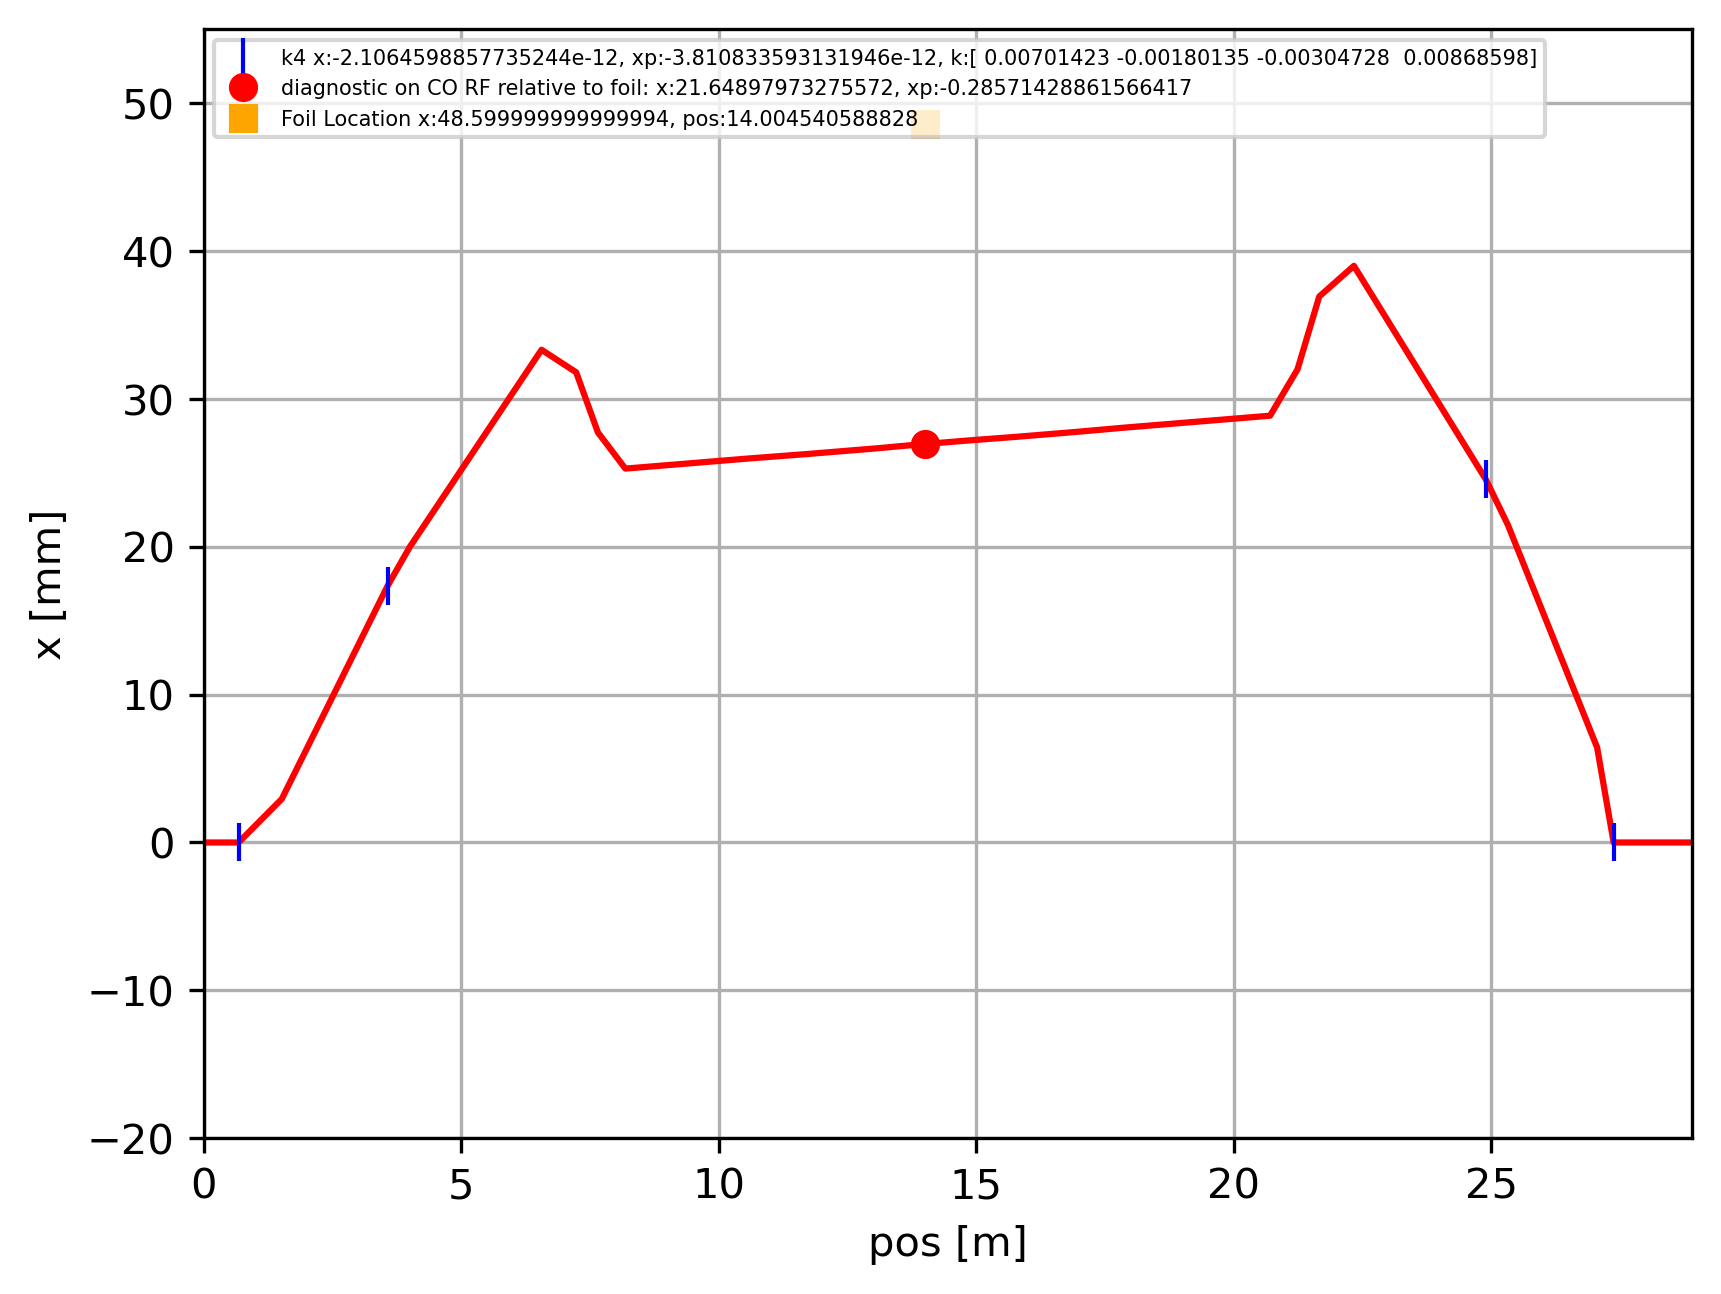 k4 x:-2.1064598857735244e-12, xp:-3.810833593131946e-12, k:[ 0.00701423 -0.00180135 -0.00304728  0.00868598]
diagnostic on CO RF relative to foil: x:21.64897973275572, xp:-0.28571428861566417
Foil Location x:48.599999999999994, pos:14.004540588828
50
40
30
20
10
0
−10
−20
x [mm]
0 5 10 15 20 25
pos [m]